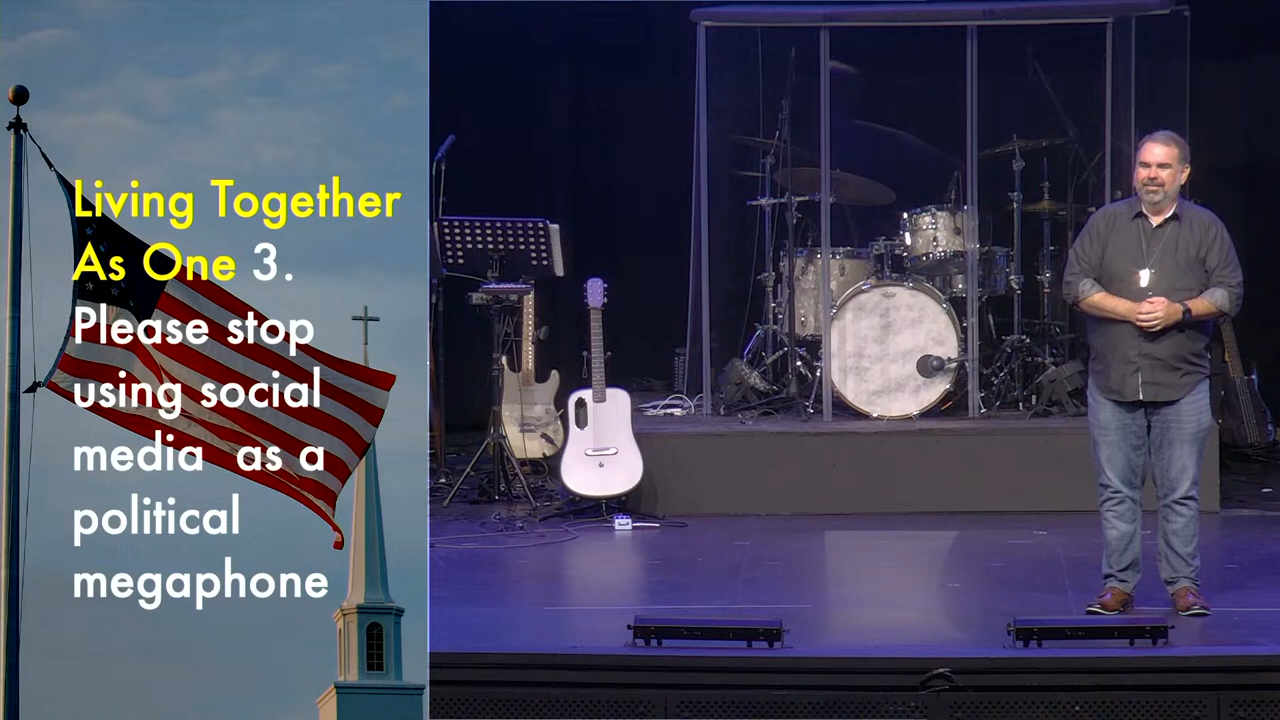 Living Together
As One 3.
Please stop
using social
media as a
political
megaphone